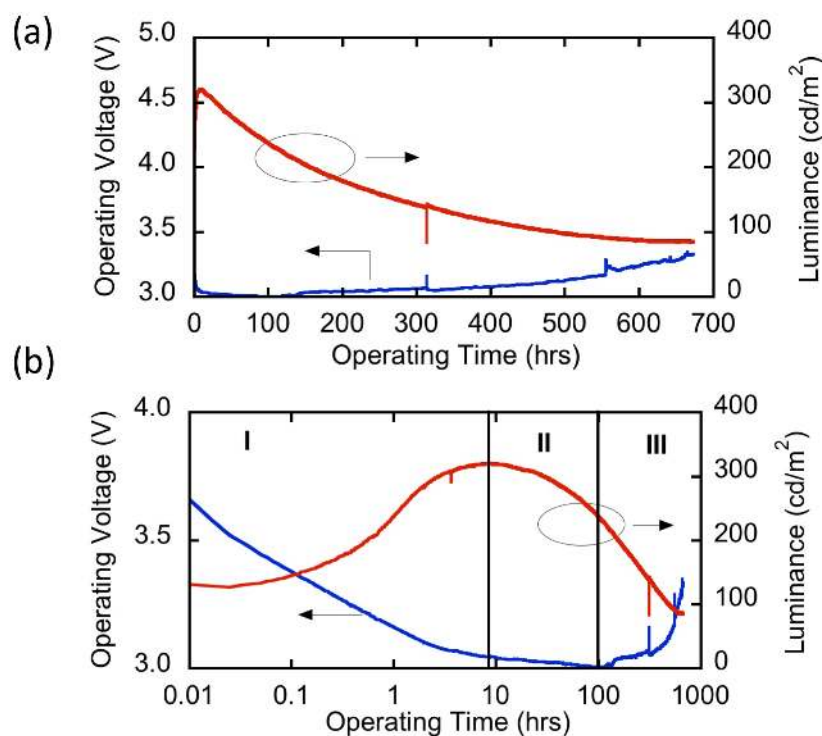 (a)
5.0
4.5
4.0
3.5
3.0
Operating Voltage (V)
400
300
200
100
0
Luminance (cd/m²)
0 100 200 300 400 500 600 700
Operating Time (hrs)
(b)
4.0
3.5
3.0
Operating Voltage (V)
I
II
III
400
300
200
100
0
Luminance (cd/m²)
0.01 0.1 1 10 100 1000
Operating Time (hrs)